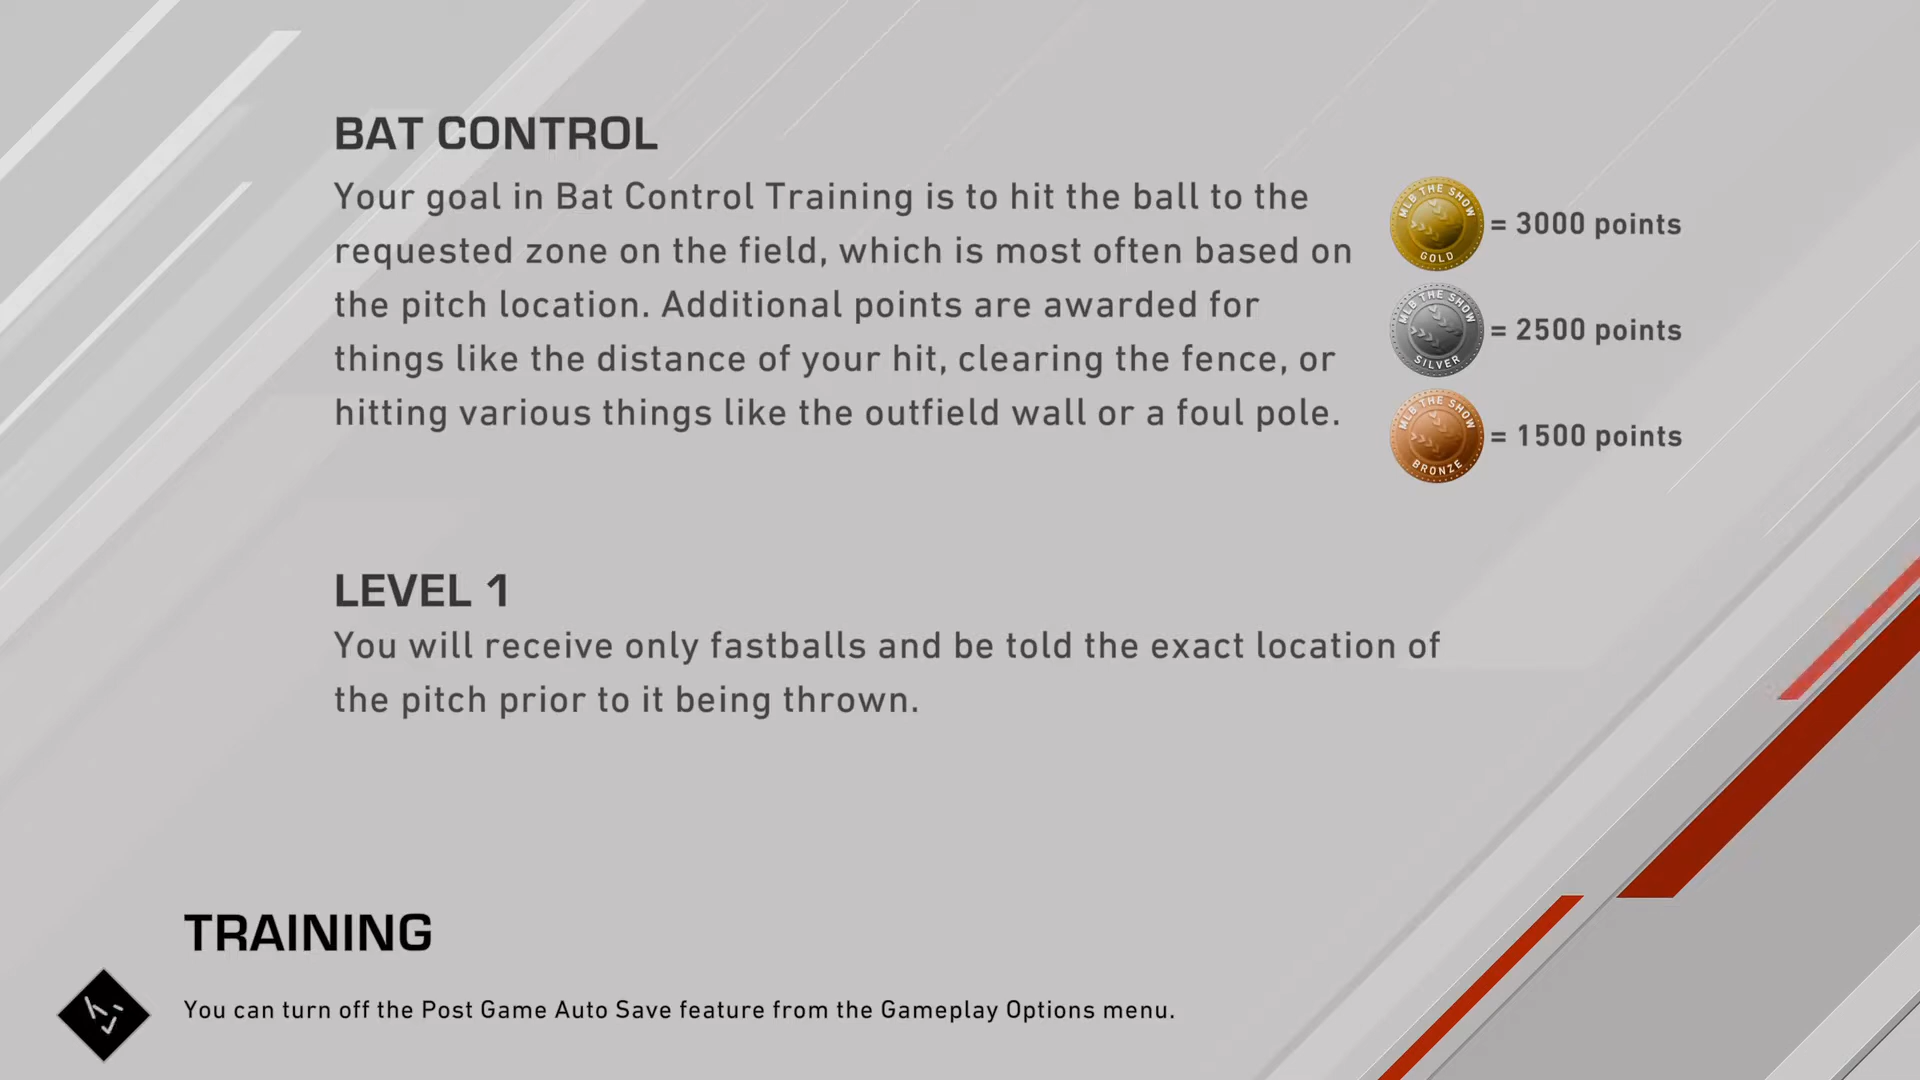 BAT CONTROL
Your goal in Bat Control Training is to hit the ball to the
requested zone on the field, which is most often based on
the pitch location. Additional points are awarded for
things like the distance of your hit, clearing the fence, or
hitting various things like the outfield wall or a foul pole.
MLB THE SHOW
GOLD
= 3000 points
MLB THE SHOW
SILVER
= 2500 points
MLB THE SHOW
BRONZE
= 1500 points
LEVEL 1
You will receive only fastballs and be told the exact location of
the pitch prior to it being thrown.
TRAINING
You can turn off the Post Game Auto Save feature from the Gameplay Options menu.